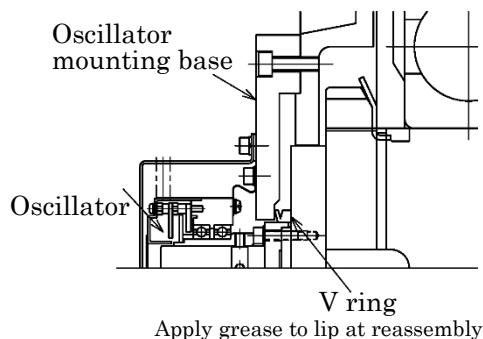 Oscillator
mounting base
Oscillator
V ring
Apply grease to lip at reassembly